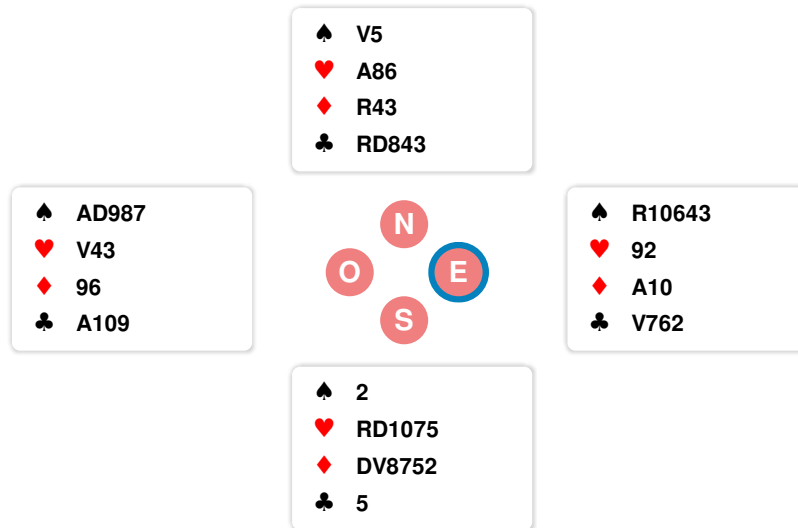 ♠ V5
♥ A86
♦ R43
♣ RD843
♠ AD987
♥ V43
♦ 96
♣ A109
N
O E
S
♠ R10643
♥ 92
♦ A10
♣ V762
♠ 2
♥ RD1075
♦ DV8752
♣ 5